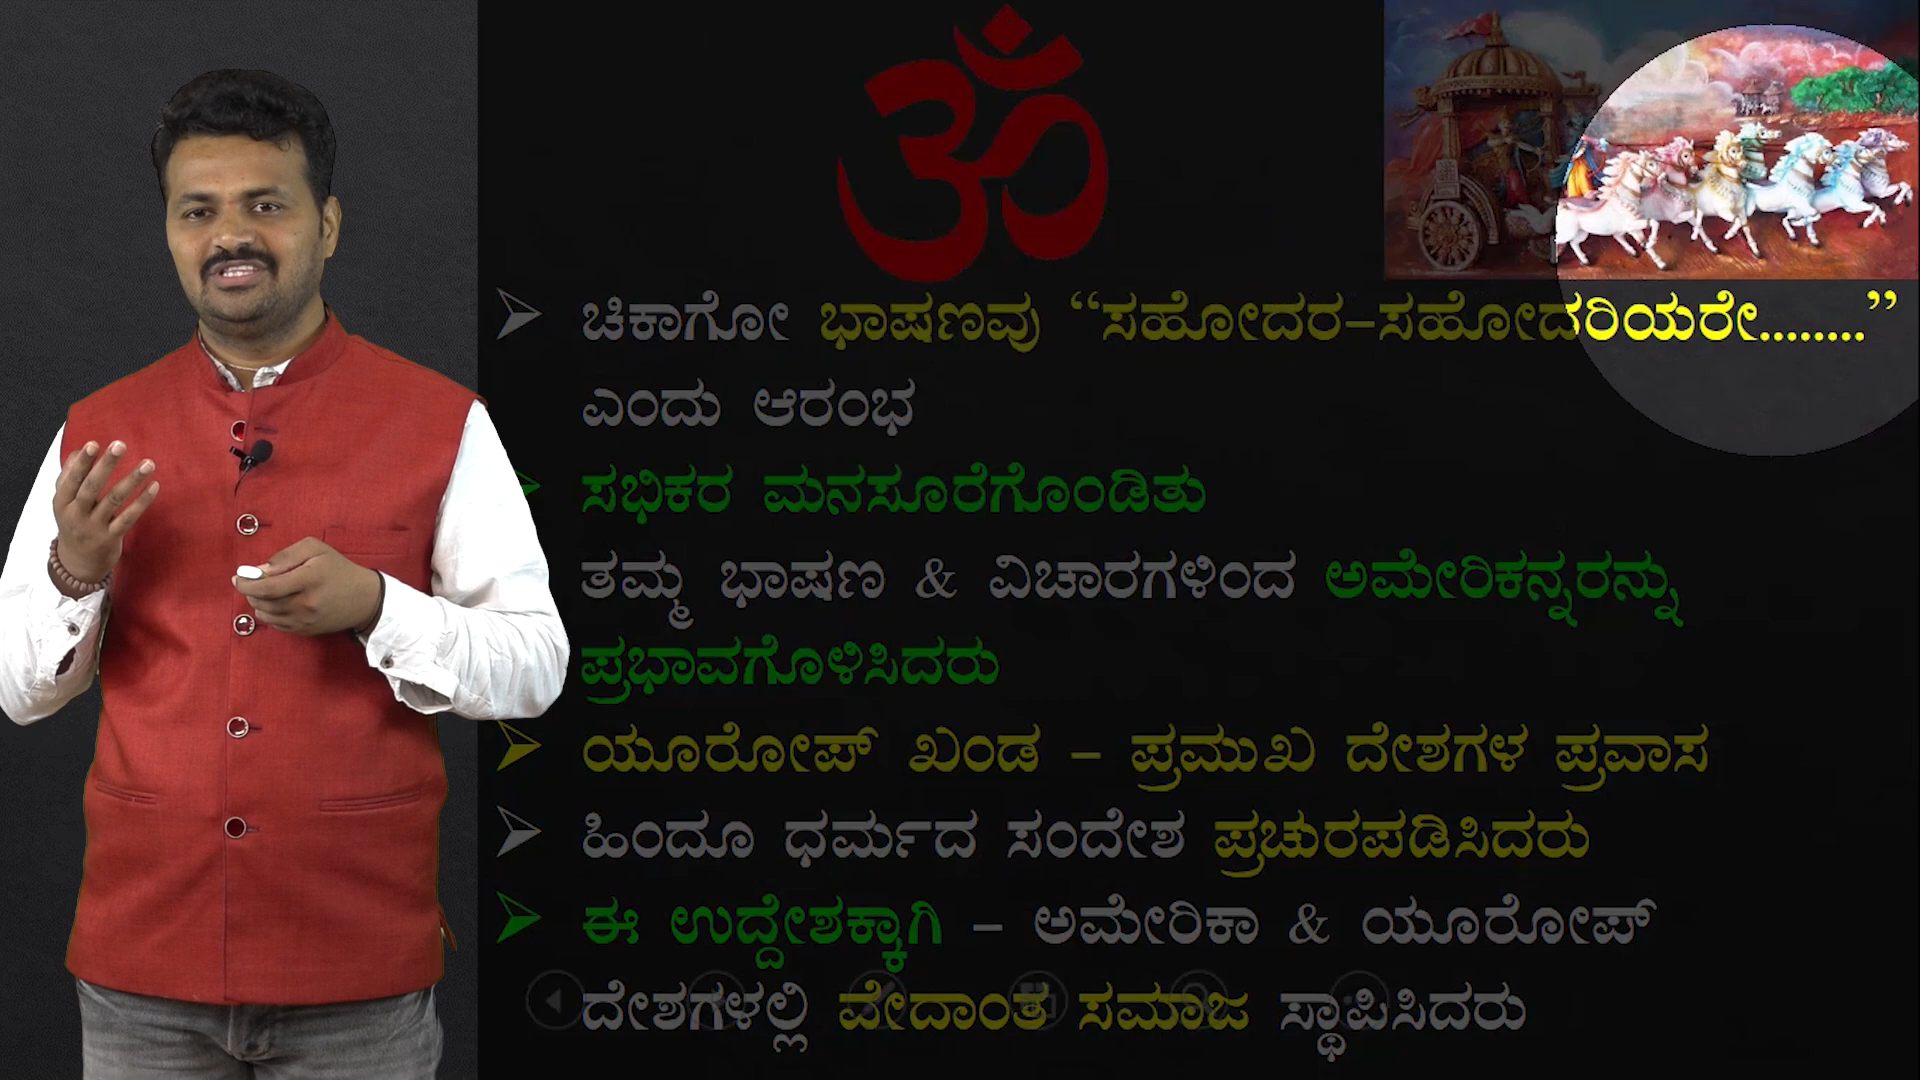 ॐ
ಚಿಕಾಗೋ ಭಾಷಣವು “ಸಹೋದರ–ಸಹೋದರಿಯರೇ........”
ಎಂದು ಆರಂಭ
ಸಭಿಕರ ಮನಸೂರೆಗೊಂಡಿತು
ತಮ್ಮ ಭಾಷಣ & ವಿಚಾರಗಳಿಂದ ಅಮೇರಿಕನ್ನರನ್ನು
ಪ್ರಭಾವಗೊಳಿಸಿದರು
ಯೂರೋಪ್ ಖಂಡ – ಪ್ರಮುಖ ದೇಶಗಳ ಪ್ರವಾಸ
ಹಿಂದೂ ಧರ್ಮದ ಸಂದೇಶ ಪ್ರಚುರಪಡಿಸಿದರು
ಈ ಉದ್ದೇಶಕ್ಕಾಗಿ – ಅಮೇರಿಕಾ & ಯೂರೋಪ್
ದೇಶಗಳಲ್ಲಿ ವೇದಾಂತ ಸಮಾಜ ಸ್ಥಾಪಿಸಿದರು